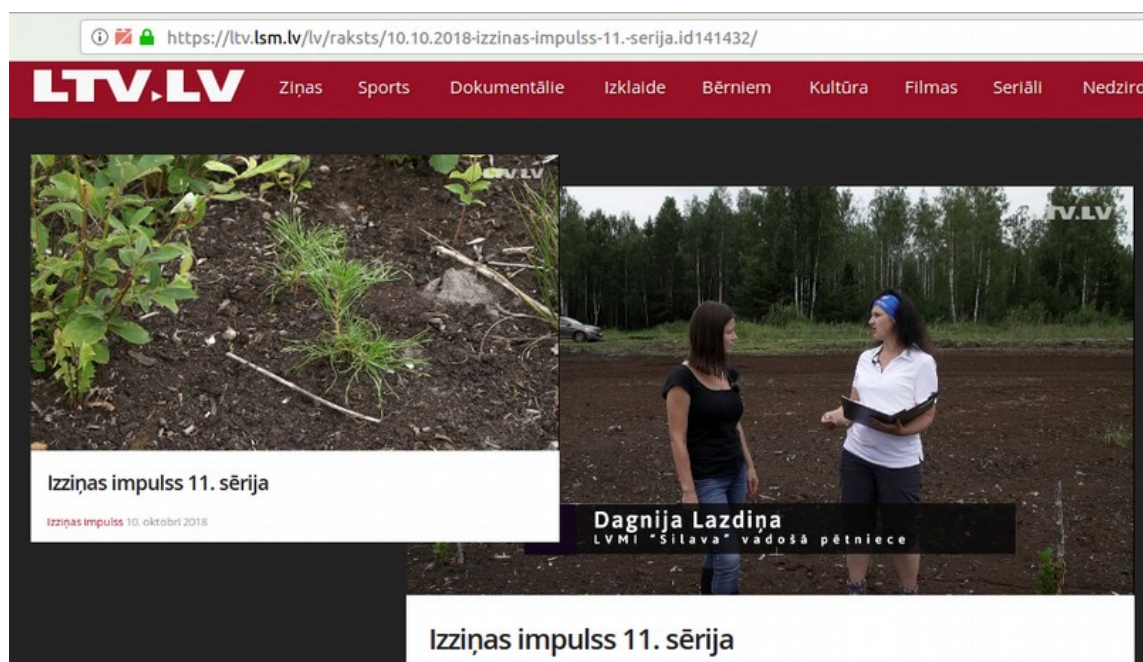 https://ltv.lsm.lv/lv/raksts/10.10.2018-izzinas-impulss-11.-serija.id141432/
LTV.LV Ziņas Sports Dokumentālie Izklaide Bērniem Kultūra Filmas Seriāli Nedzird
LTV.LV
Izziņas impulss 11. sērija
Izziņas impulss 10. oktobrī 2018
LTV.LV
Dagnija Lazdiņa
LVMI "Silava" vadošā pētniece
Izziņas impulss 11. sērija